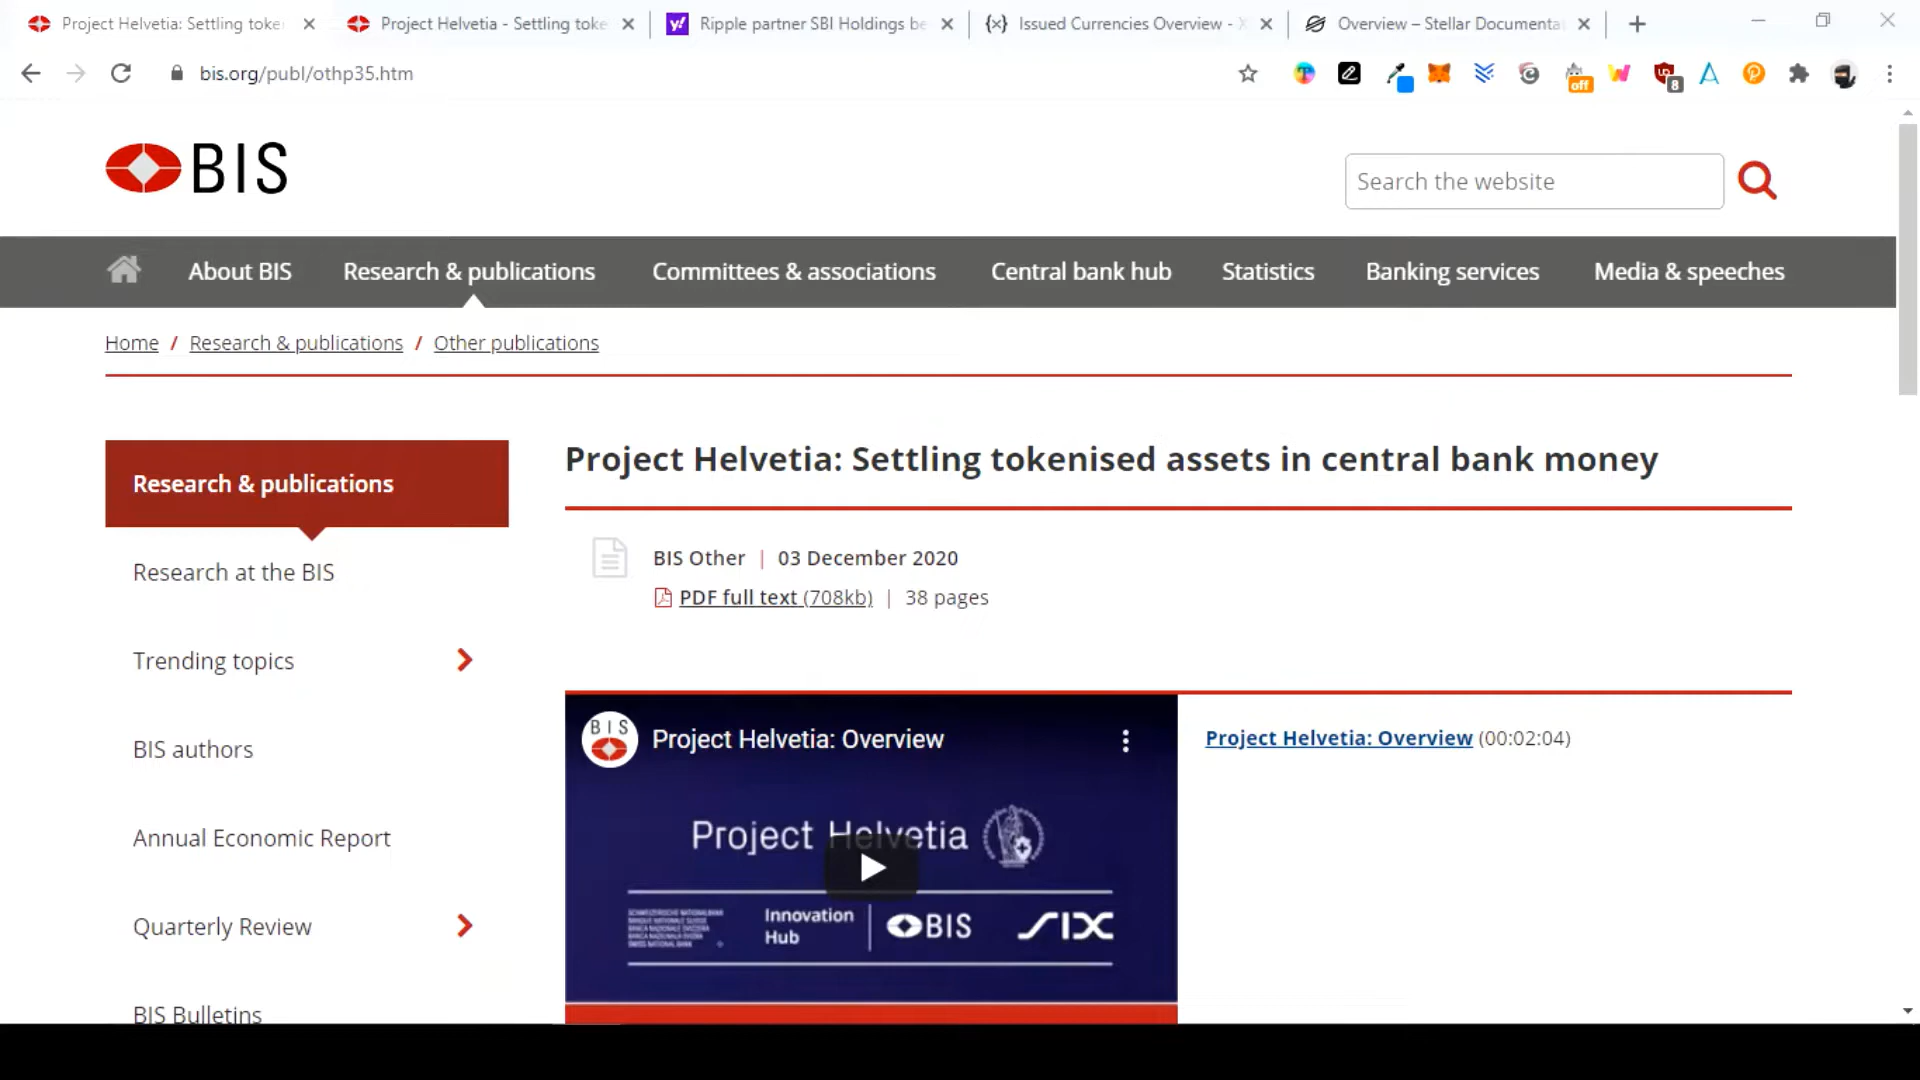 Project Helvetia: Settling toke
Project Helvetia - Settling toke
Ripple partner SBI Holdings be
Issued Currencies Overview - X
Overview – Stellar Documenta
bis.org/publ/othp35.htm
off
8
BIS
Search the website
About BIS
Research & publications
Committees & associations
Central bank hub
Statistics
Banking services
Media & speeches
Home / Research & publications / Other publications
Research & publications
Research at the BIS
Trending topics
BIS authors
Annual Economic Report
Quarterly Review
BIS Bulletins
Project Helvetia: Settling tokenised assets in central bank money
BIS Other | 03 December 2020
PDF full text (708kb) | 38 pages
BIS
Project Helvetia: Overview
Project Helvetia
Innovation
Hub
BIS
SIX
Project Helvetia: Overview (00:02:04)